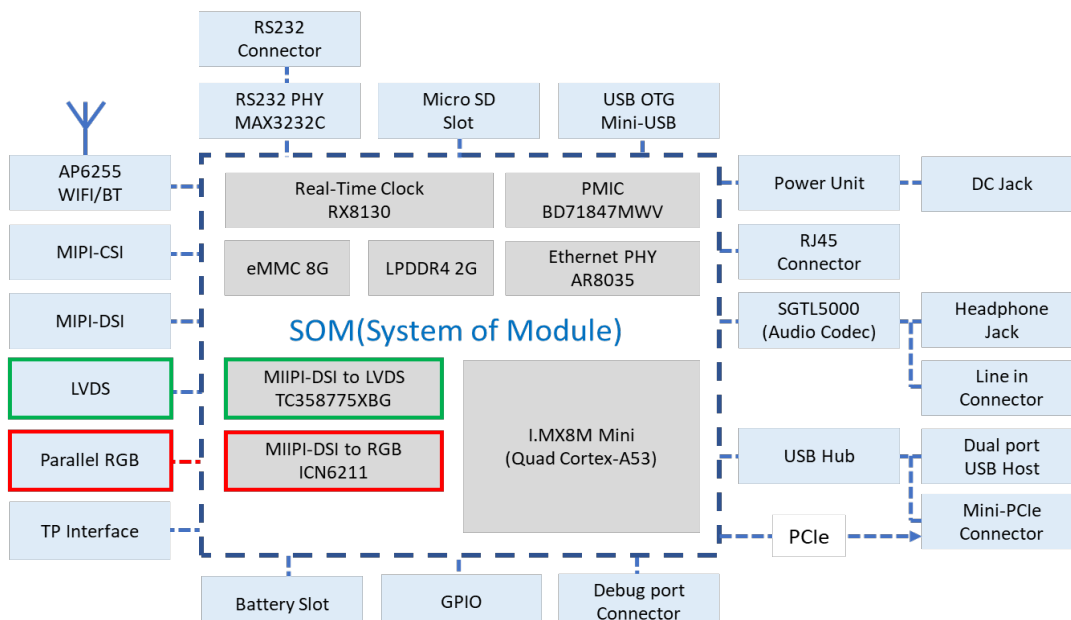 RS232
Connector
RS232 PHY
MAX3232C
Micro SD
Slot
USB OTG
Mini-USB
AP6255
WIFI/BT
MIPI-CSI
MIPI-DSI
LVDS
Parallel RGB
TP Interface
Real-Time Clock
RX8130
PMIC
BD71847MWV
eMMC 8G
LPDDR4 2G
Ethernet PHY
AR8035
SOM(System of Module)
MIIPI-DSI to LVDS
TC358775XBG
MIIPI-DSI to RGB
ICN6211
I.MX8M Mini
(Quad Cortex-A53)
Power Unit
DC Jack
RJ45
Connector
SGTL5000
(Audio Codec)
Headphone
Jack
Line in
Connector
USB Hub
Dual port
USB Host
PCIe
Mini-PCIe
Connector
Battery Slot
GPIO
Debug port
Connector